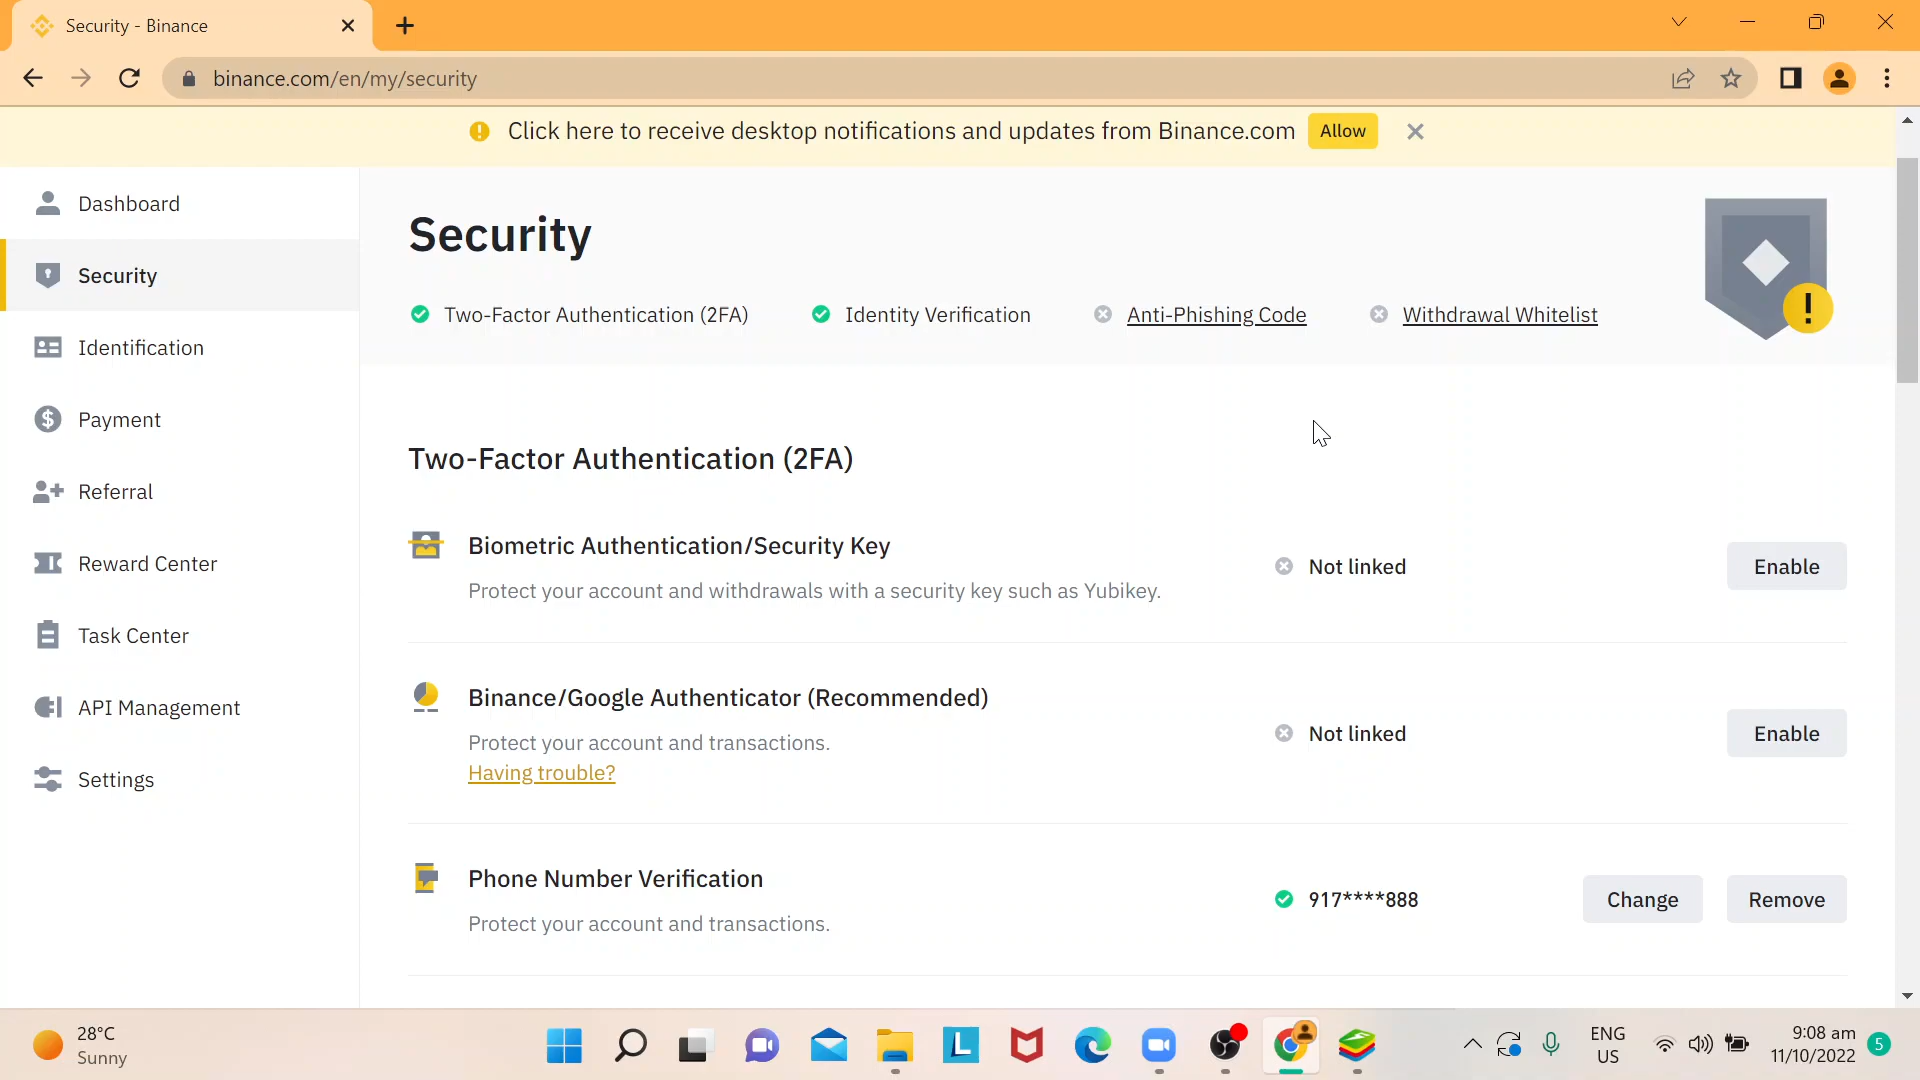 Security - Binance
binance.com/en/my/security
Click here to receive desktop notifications and updates from Binance.com Allow
Dashboard
Security
Identification
Payment
Referral
Reward Center
Task Center
API Management
Settings
Security
Two-Factor Authentication (2FA) Identity Verification Anti-Phishing Code Withdrawal Whitelist
Two-Factor Authentication (2FA)
Biometric Authentication/Security Key
Protect your account and withdrawals with a security key such as Yubikey.
Not linked Enable
Binance/Google Authenticator (Recommended)
Protect your account and transactions.
Having trouble?
Not linked Enable
Phone Number Verification
Protect your account and transactions.
917****888 Change Remove
28°C
Sunny
L
ENG
US
9:08 am
11/10/2022
5